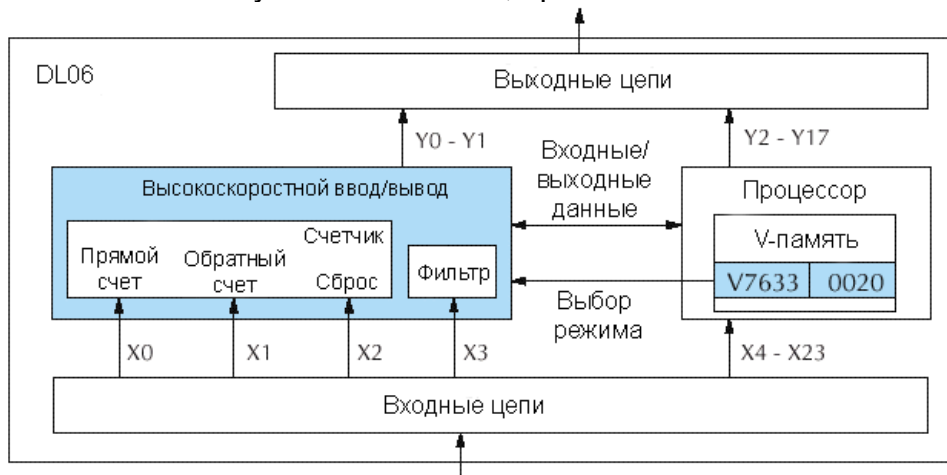 DL06
Выходные цепи
Y0 - Y1
Y2 - Y17
Входные/
выходные
данные
Высокоскоростной ввод/вывод
Прямой
счет
Обратный
счет
Счетчик
Сброс
Фильтр
Процессор
V-память
V7633
0020
Выбор
режима
X0
X1
X2
X3
X4 - X23
Входные цепи